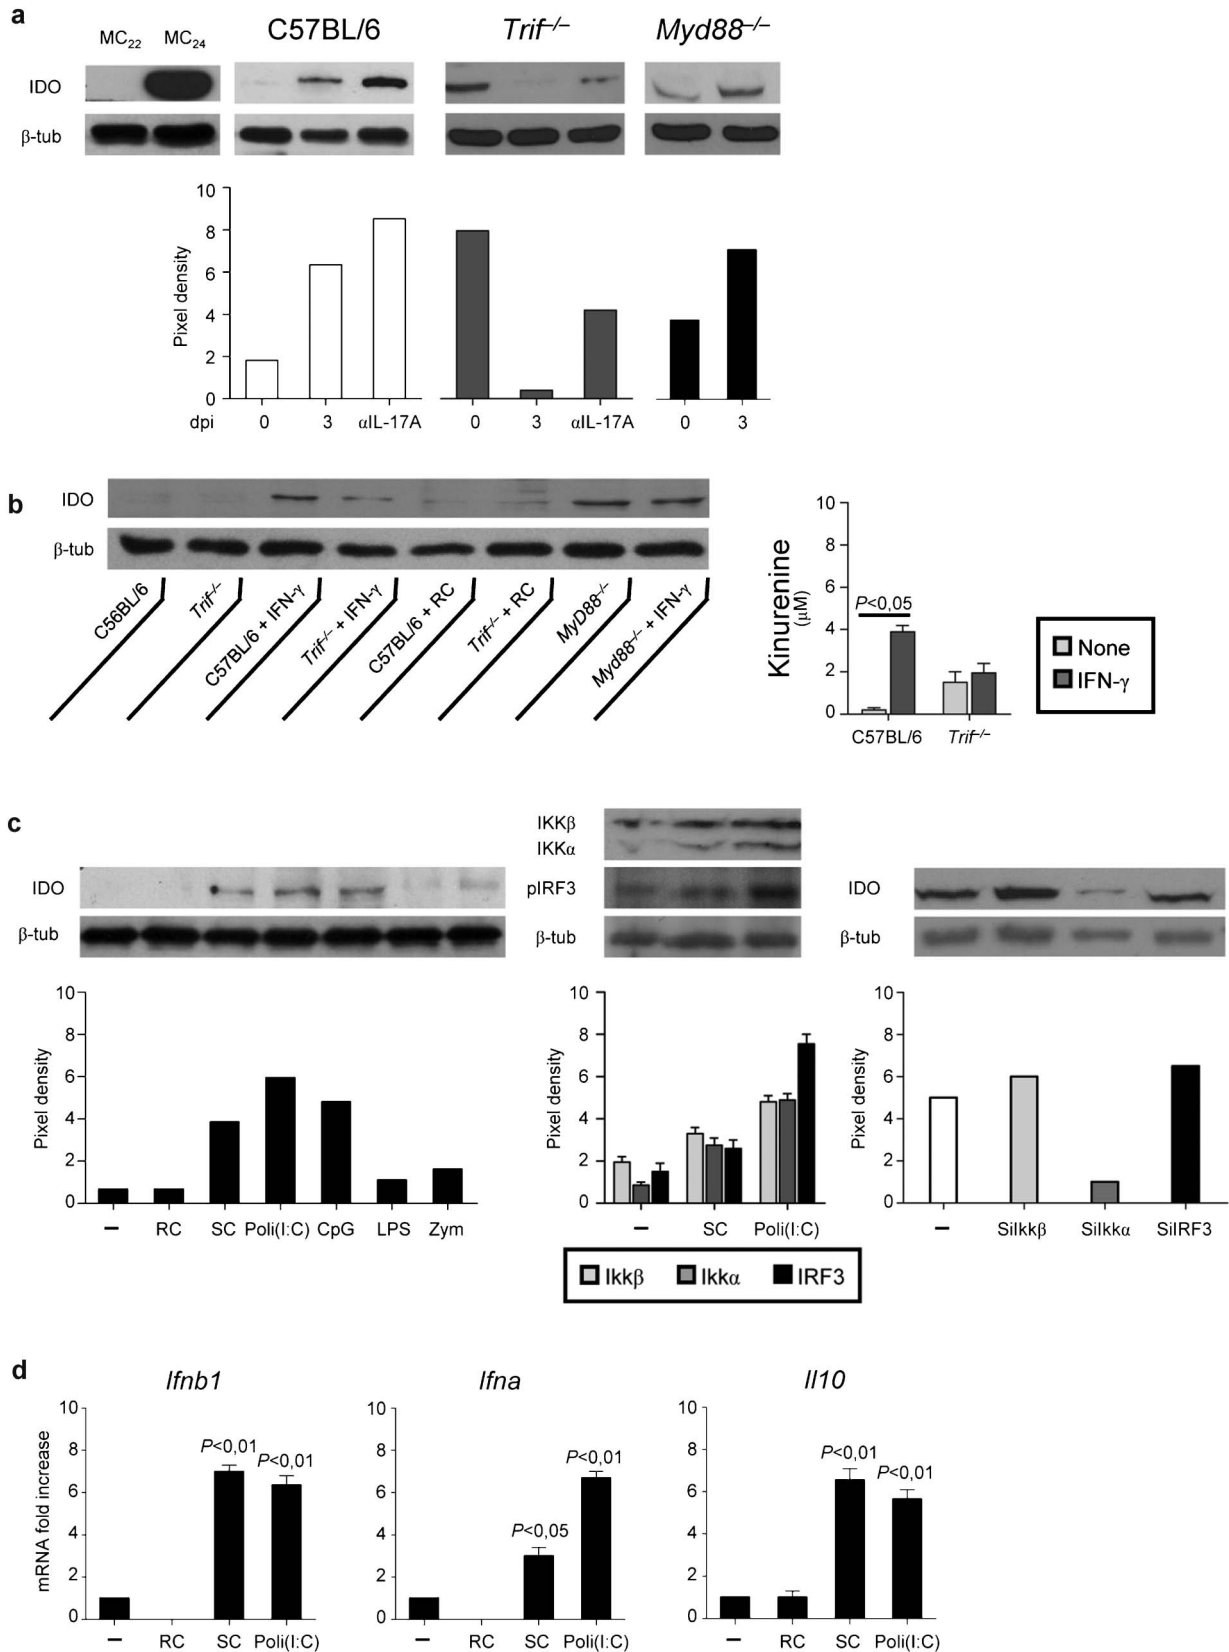 a
MC22 MC24 C57BL/6 Trif–/– Myd88–/–
IDO
β-tub
10
8
6
4
2
0
Pixel density
dpi 0 3 αIL-17A 0 3 αIL-17A 0 3
b
IDO
β-tub
C56BL/6
Trif–/–
C57BL/6 + IFN-γ
Trif–/– + IFN-γ
C57BL/6 + RC
Trif–/– + RC
MyD88–/–
Myd88–/– + IFN-γ
Kinurenine
(μM)
10
8
6
4
2
0
P<0,05
C57BL/6 Trif–/–
None
IFN-γ
c
IDO
β-tub
10
8
6
4
2
0
Pixel density
– RC SC Poli(I:C) CpG LPS Zym
IKKβ
IKKα
pIRF3
β-tub
10
8
6
4
2
0
Pixel density
– SC Poli(I:C)
Ikkβ Ikkα IRF3
IDO
β-tub
10
8
6
4
2
0
Pixel density
– SiIkkβ SiIkkα SiIRF3
d
Ifnb1
10
8
6
4
2
0
mRNA fold increase
P<0,01 P<0,01
– RC SC Poli(I:C)
Ifna
10
8
6
4
2
0
P<0,05 P<0,01
– RC SC Poli(I:C)
Il10
10
8
6
4
2
0
P<0,01 P<0,01
– RC SC Poli(I:C)